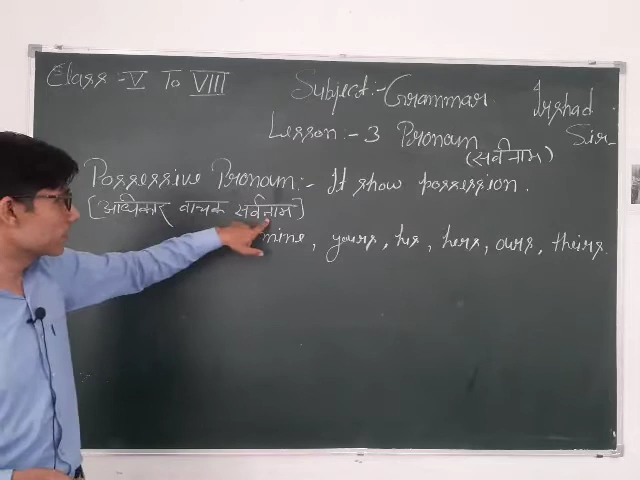 Class - V To VIII
Subject:- Grammar
Irshad Sir-
Lesson:- 3 Pronoun
(सर्वनाम)
Possessive Pronoun:- It show possession.
[अधिकार वाचक सर्वनाम]
mine, yours, his, hers, ours, theirs.